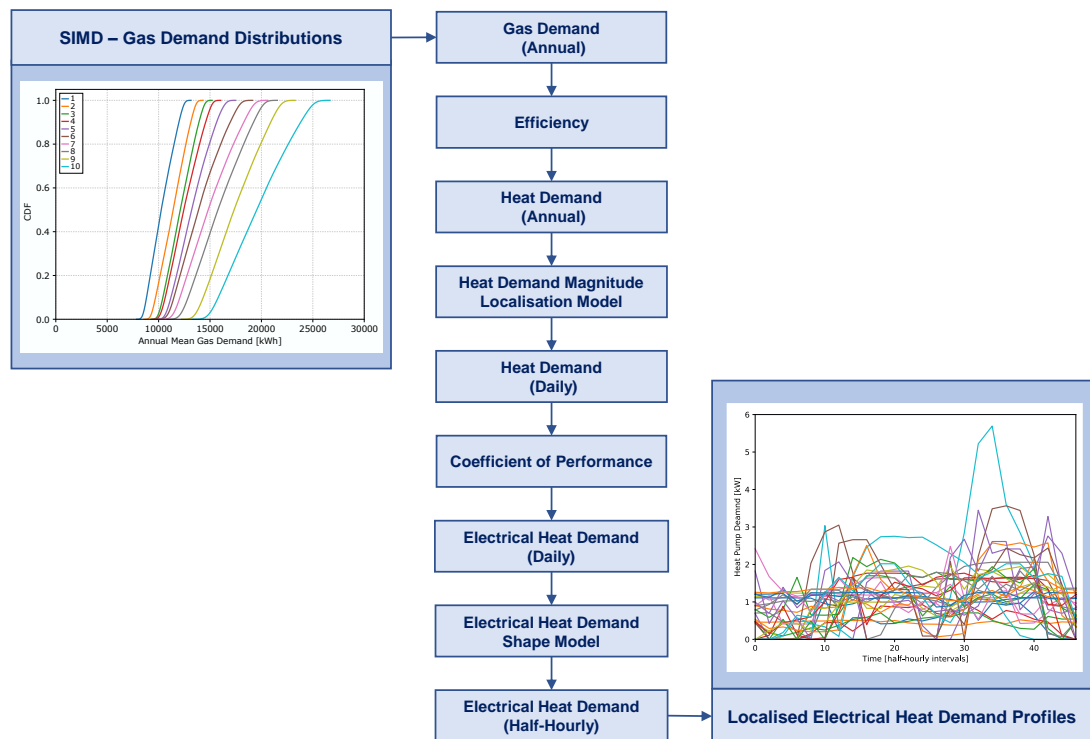 SIMD – Gas Demand Distributions
1
2
3
4
5
6
7
8
9
10
1.0
0.8
0.6
0.4
0.2
0.0
CDF
0
5000
10000
15000
20000
25000
30000
Annual Mean Gas Demand [kWh]
Gas Demand
(Annual)
Efficiency
Heat Demand
(Annual)
Heat Demand Magnitude
Localisation Model
Heat Demand
(Daily)
Coefficient of Performance
Electrical Heat Demand
(Daily)
Electrical Heat Demand
Shape Model
Electrical Heat Demand
(Half-Hourly)
6
5
4
3
2
1
0
Heat Pump Deamnd [kW]
0
10
20
30
40
Time [half-hourly intervals]
Localised Electrical Heat Demand Profiles